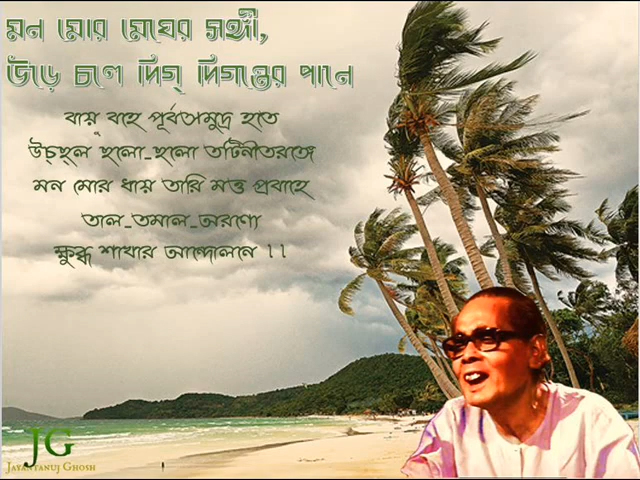 মন মোর মেঘের সঙ্গী,
উড়ে চলে দিগ্ দিগন্তের পানে
বায়ু বহে পূর্বসমুদ্র হতে
উচ্ছল ছলো-ছলো তটিনীতরঙ্গে
মন মোর ধায় তারি মত্ত প্রবাহে
তাল-তমাল-অরণ্যে
ক্ষুব্ধ শাখার আন্দোলনে ।।
JG
JAYANTANUJ GHOSH